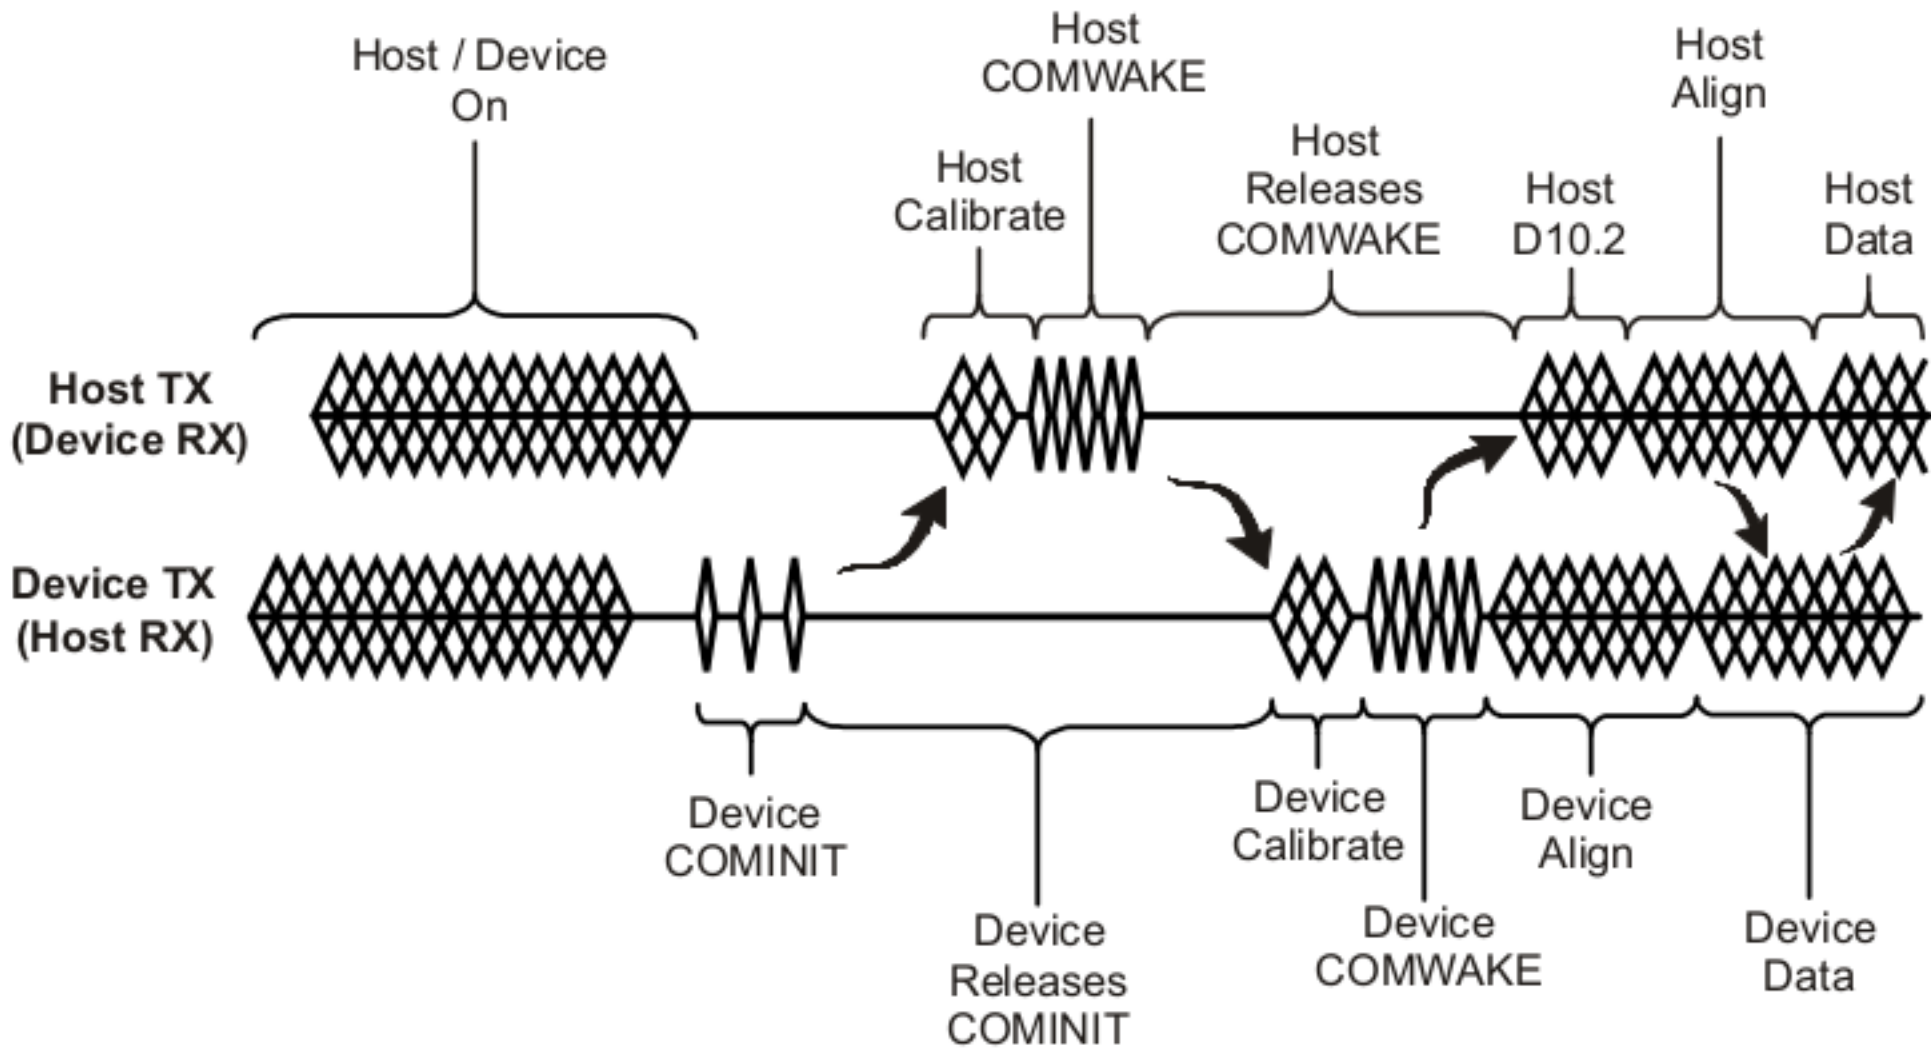 Host / Device
On
Host
COMWAKE
Host
Calibrate
Host
Releases
COMWAKE
Host
D10.2
Host
Align
Host
Data
Host TX
(Device RX)
Device TX
(Host RX)
Device
COMINIT
Device
Releases
COMINIT
Device
Calibrate
Device
COMWAKE
Device
Align
Device
Data